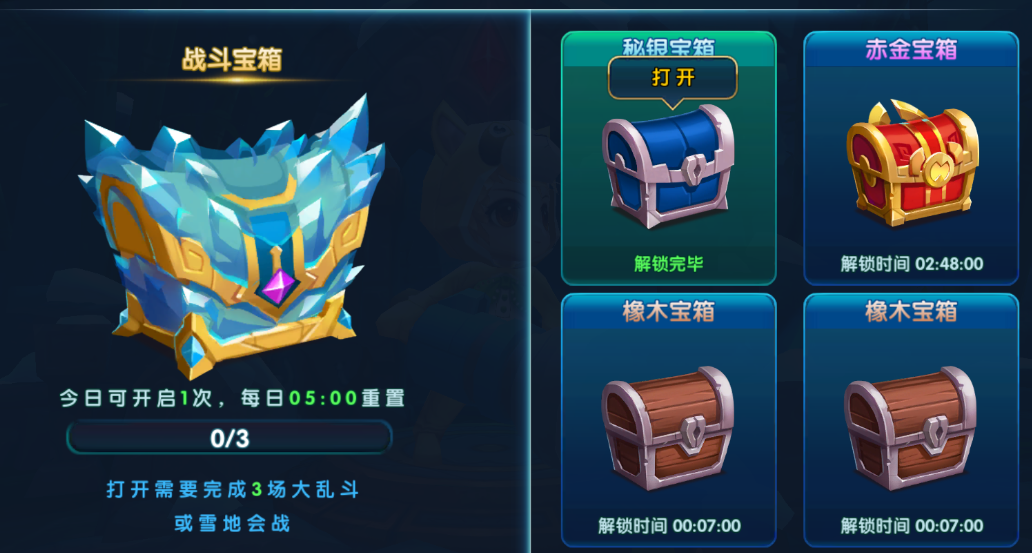 战斗宝箱
今日可开启1次，每日05:00重置
0/3
打开需要完成3场大乱斗
或雪地会战
秘银宝箱
打开
解锁完毕
赤金宝箱
解锁时间 02:48:00
橡木宝箱
解锁时间 00:07:00
橡木宝箱
解锁时间 00:07:00